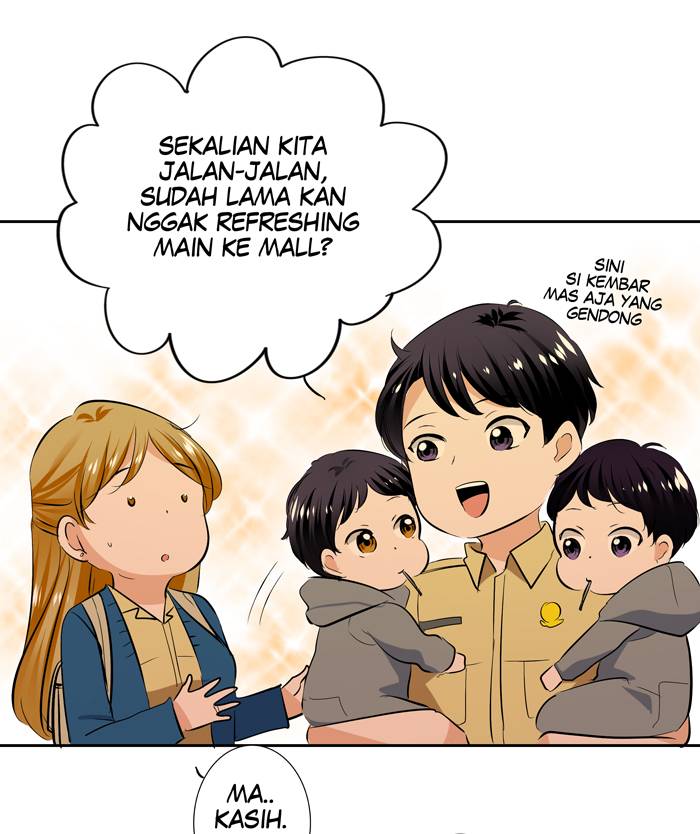 SEKALIAN KITA
JALAN-JALAN,
SUDAH LAMA KAN
NGGAK REFRESHING
MAIN KE MALL?
SINI
SI KEMBAR
MAS AJA YANG
GENDONG
MA..
KASIH.